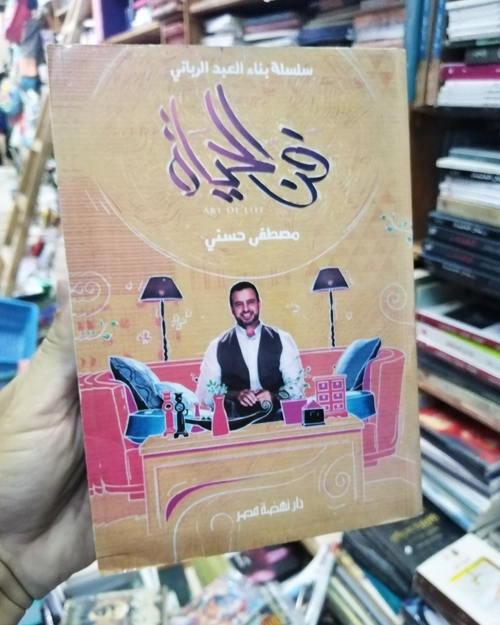 سلسلة بناء العبد الرباني
فن الحياة
ART OF LIFE
مصطفى حسني
دار نهضة مصر